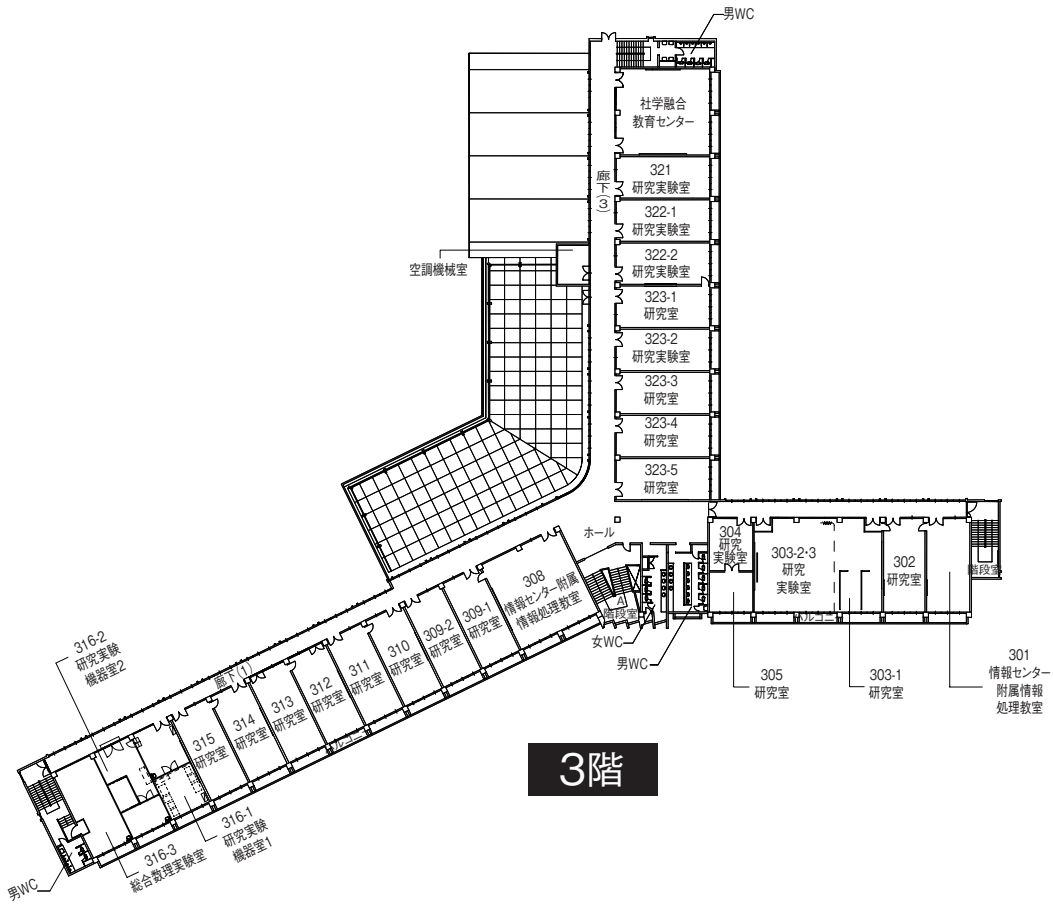 男WC
社学融合
教育センター
廊下(3)
321
研究実験室
322-1
研究実験室
322-2
研究実験室
空調機械室
323-1
研究室
323-2
研究実験室
323-3
研究室
323-4
研究室
323-5
研究室
ホール
304
研究
実験室
303-2・3
研究
実験室
302
研究室
階段室
308
情報センター附属
情報処理教室
A
階段室
女WC
男WC
305
研究室
303-1
研究室
301
情報センター
附属情報
処理教室
309-1
研究室
309-2
研究室
310
研究室
311
研究室
312
研究室
313
研究室
314
研究室
315
研究室
廊下(1)
316-2
研究実験
機器室2
316-1
研究実験
機器室1
316-3
総合数理実験室
男WC
3階